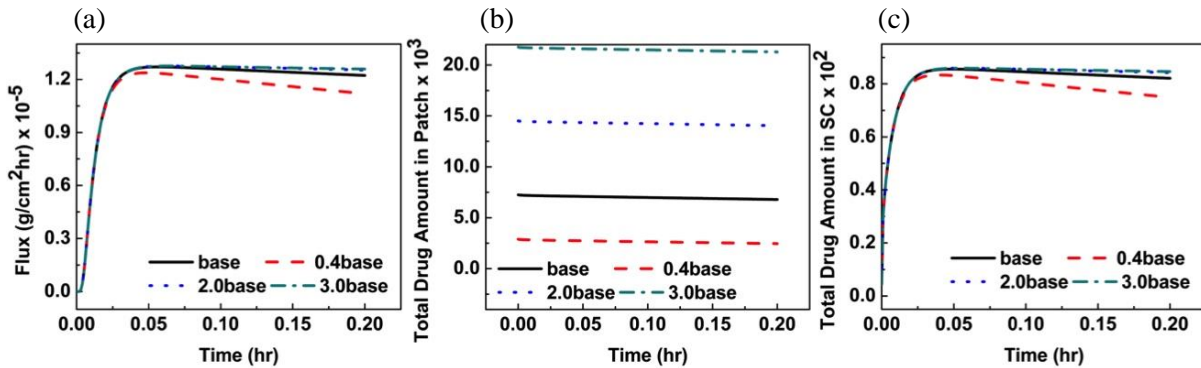 (a)
Flux (g/cm²hr) x 10⁻⁵
1.2
0.9
0.6
0.3
0.0
base
0.4base
2.0base
3.0base
0.00 0.05 0.10 0.15 0.20
Time (hr)
(b)
Total Drug Amount in Patch x 10³
20.0
15.0
10.0
5.0
0.0
base
0.4base
2.0base
3.0base
0.00 0.05 0.10 0.15 0.20
Time (hr)
(c)
Total Drug Amount in SC x 10²
0.8
0.6
0.4
0.2
0.0
base
0.4base
2.0base
3.0base
0.00 0.05 0.10 0.15 0.20
Time (hr)